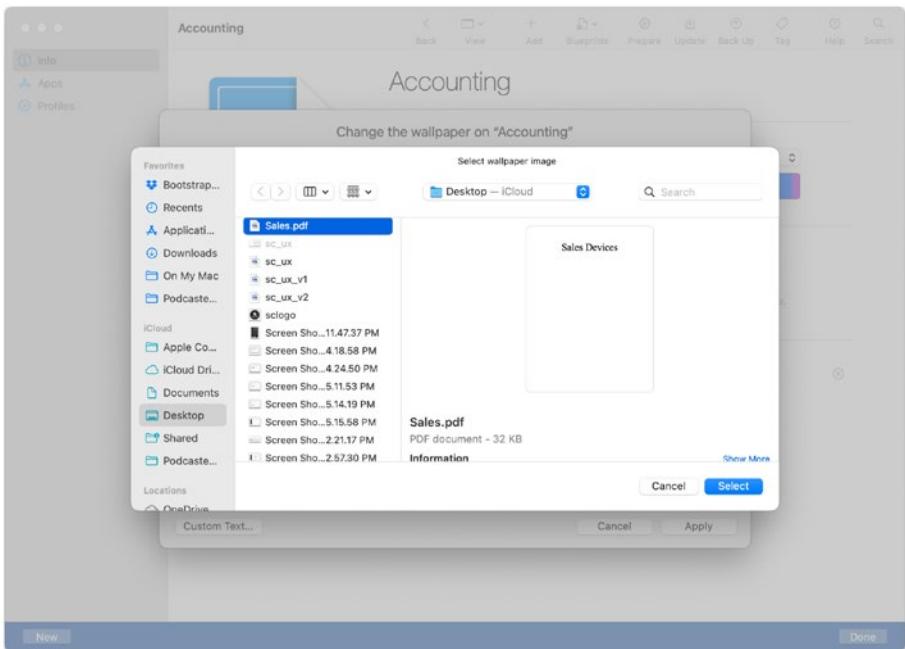 Accounting
Back View Add Blueprints Prepare Update Back Up Tag Help Search
Info
Apps
Profiles
Accounting
Change the wallpaper on "Accounting"
Select wallpaper image
Desktop — iCloud
Search
Favorites
Bootstrap...
Recents
Applicati...
Downloads
On My Mac
Podcaste...
iCloud
Apple Co...
iCloud Dri...
Documents
Desktop
Shared
Podcaste...
Locations
OneDrive
Sales.pdf
sc_ux
sc_ux
sc_ux_v1
sc_ux_v2
sclogo
Screen Sho...11.47.37 PM
Screen Sho...4.18.58 PM
Screen Sho...4.24.50 PM
Screen Sho...5.11.53 PM
Screen Sho...5.14.19 PM
Screen Sho...5.15.58 PM
Screen Sho...2.21.17 PM
Screen Sho...2.57.30 PM
Sales Devices
Sales.pdf
PDF document - 32 KB
Information Show More
Cancel Select
Custom Text... Cancel Apply
New Done